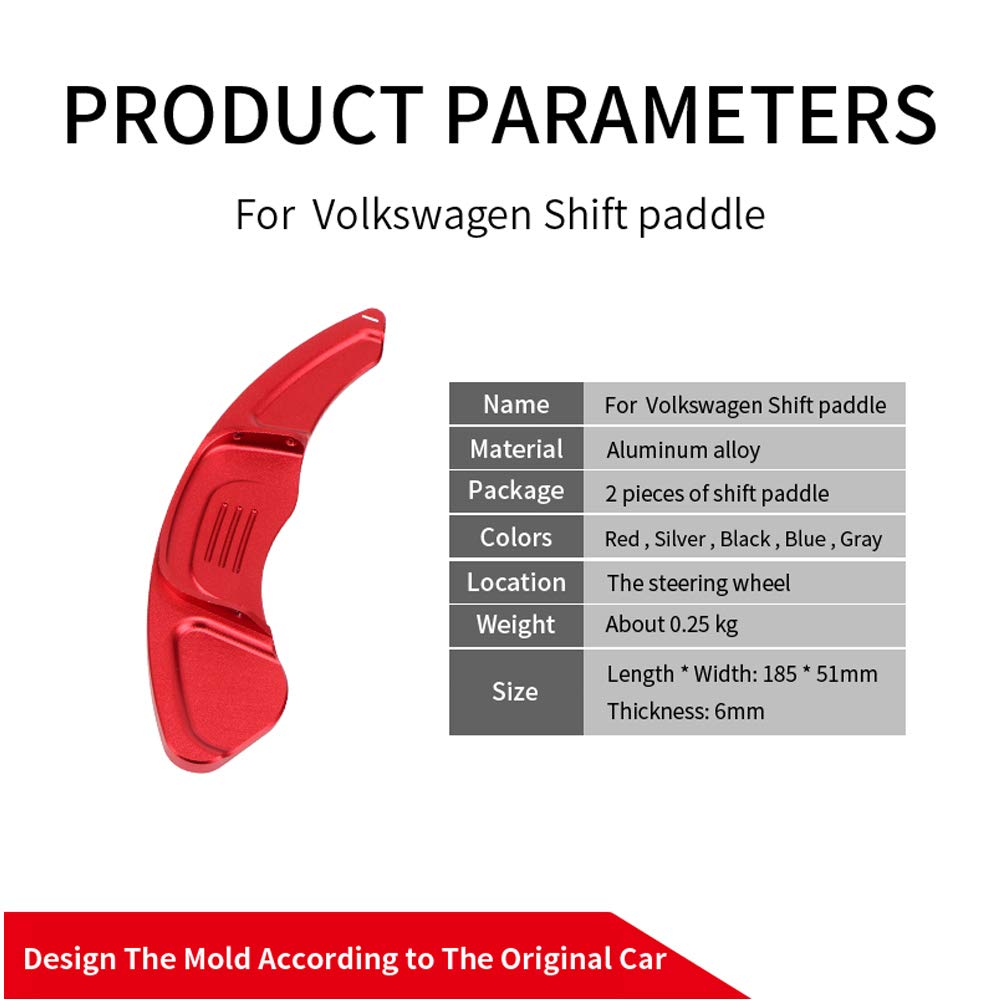 PRODUCT PARAMETERS
For Volkswagen Shift paddle
Name For Volkswagen Shift paddle
Material Aluminum alloy
Package 2 pieces of shift paddle
Colors Red , Silver , Black , Blue , Gray
Location The steering wheel
Weight About 0.25 kg
Size Length * Width: 185 * 51mm
Thickness: 6mm
Design The Mold According to The Original Car